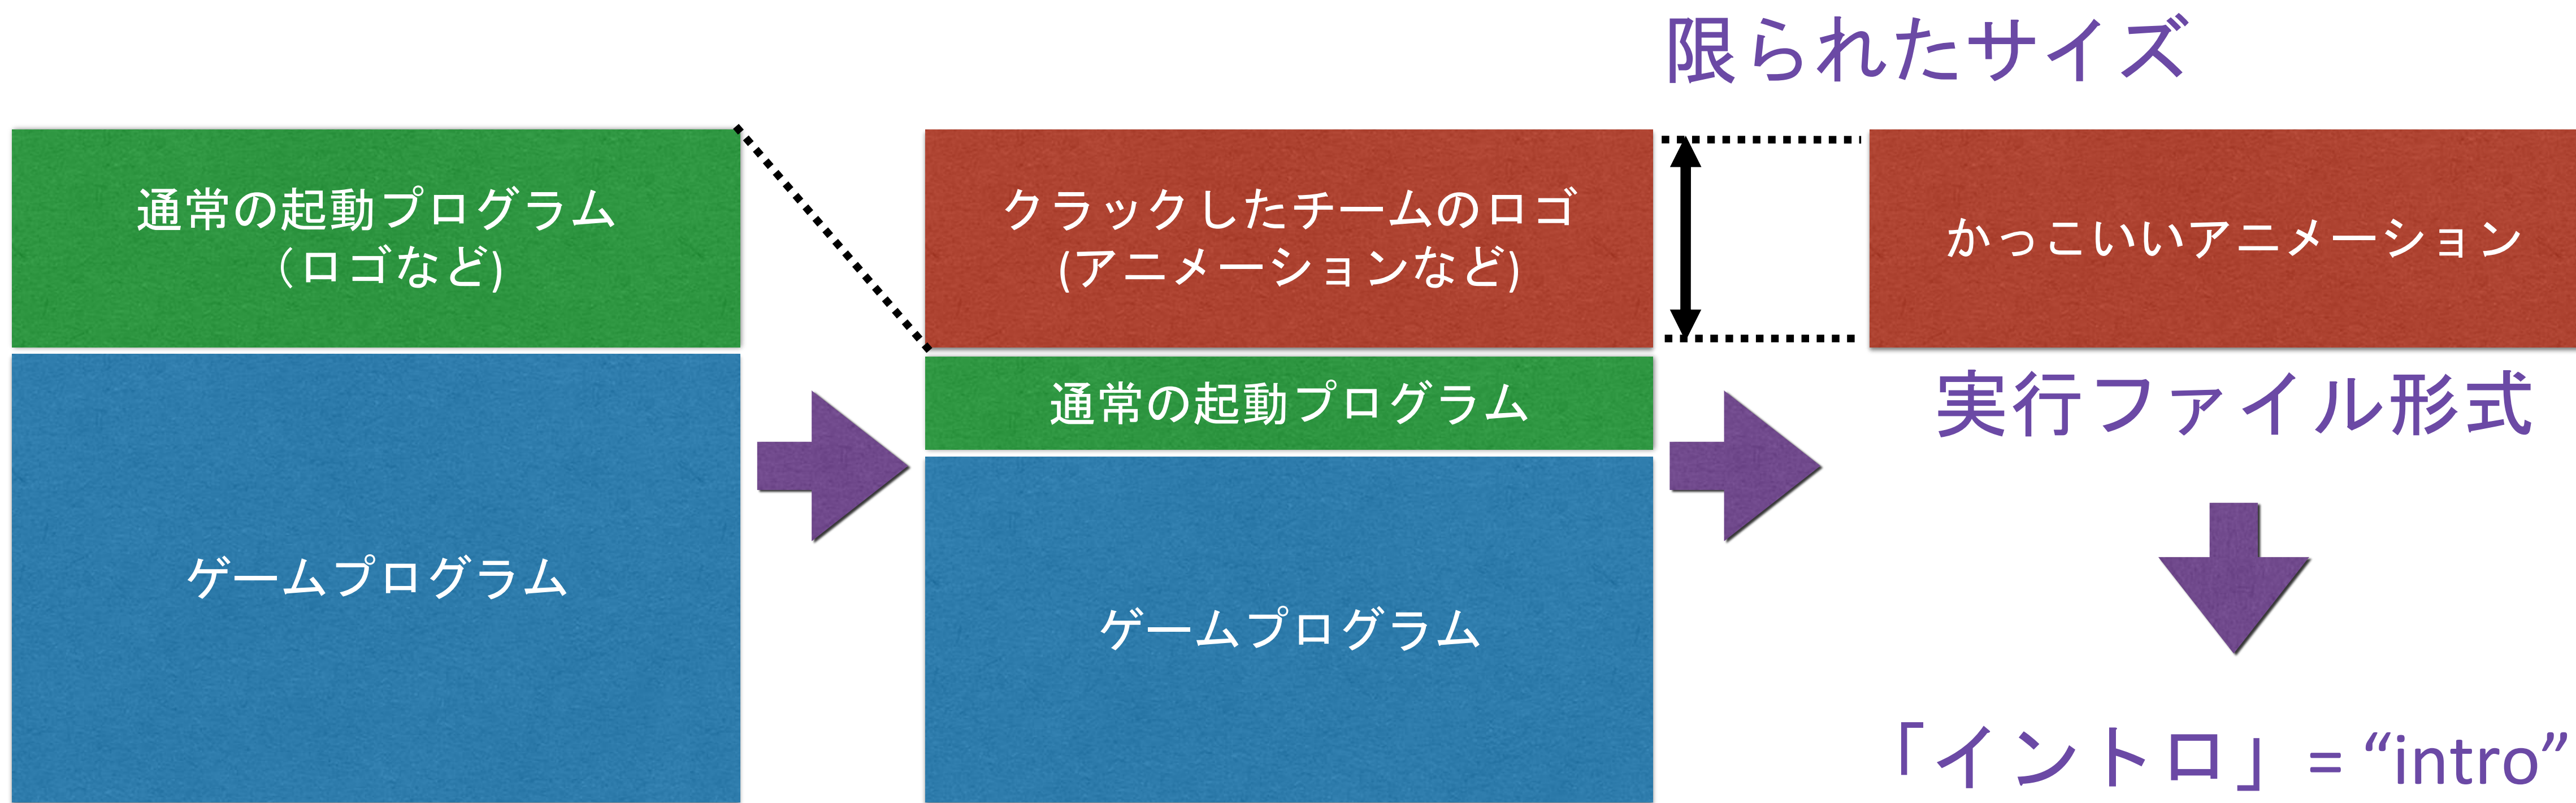 限られたサイズ
通常の起動プログラム
（ロゴなど)
ゲームプログラム
クラックしたチームのロゴ
(アニメーションなど)
通常の起動プログラム
ゲームプログラム
かっこいいアニメーション
実行ファイル形式
「イントロ」= “intro”